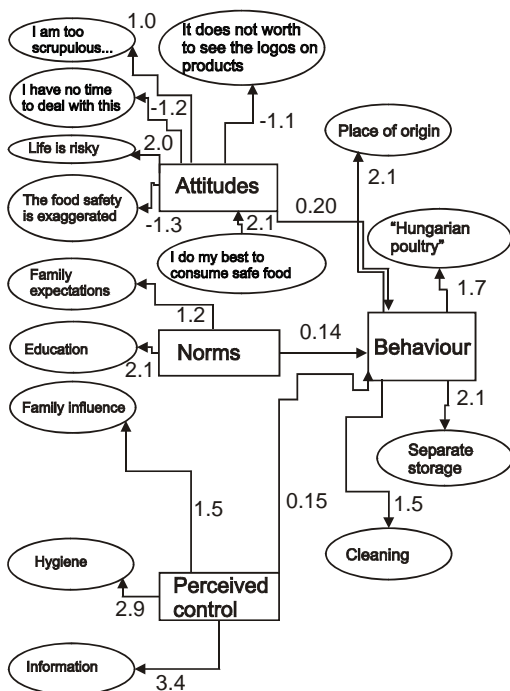 1.0
I am too
scrupulous...
It does not worth
to see the logos on
products
I have no time
to deal with this
-1.2
-1.1
Life is risky
2.0
Place of origin
Attitudes
2.1
The food safety
is exaggerated
0.20
-1.3
2.1
"Hungarian
poultry"
I do my best to
consume safe food
Family
expectations
1.7
1.2
0.14
Education
Norms
Behaviour
2.1
2.1
Family influence
Separate
storage
0.15
1.5
1.5
Cleaning
Hygiene
Perceived
control
2.9
Information
3.4